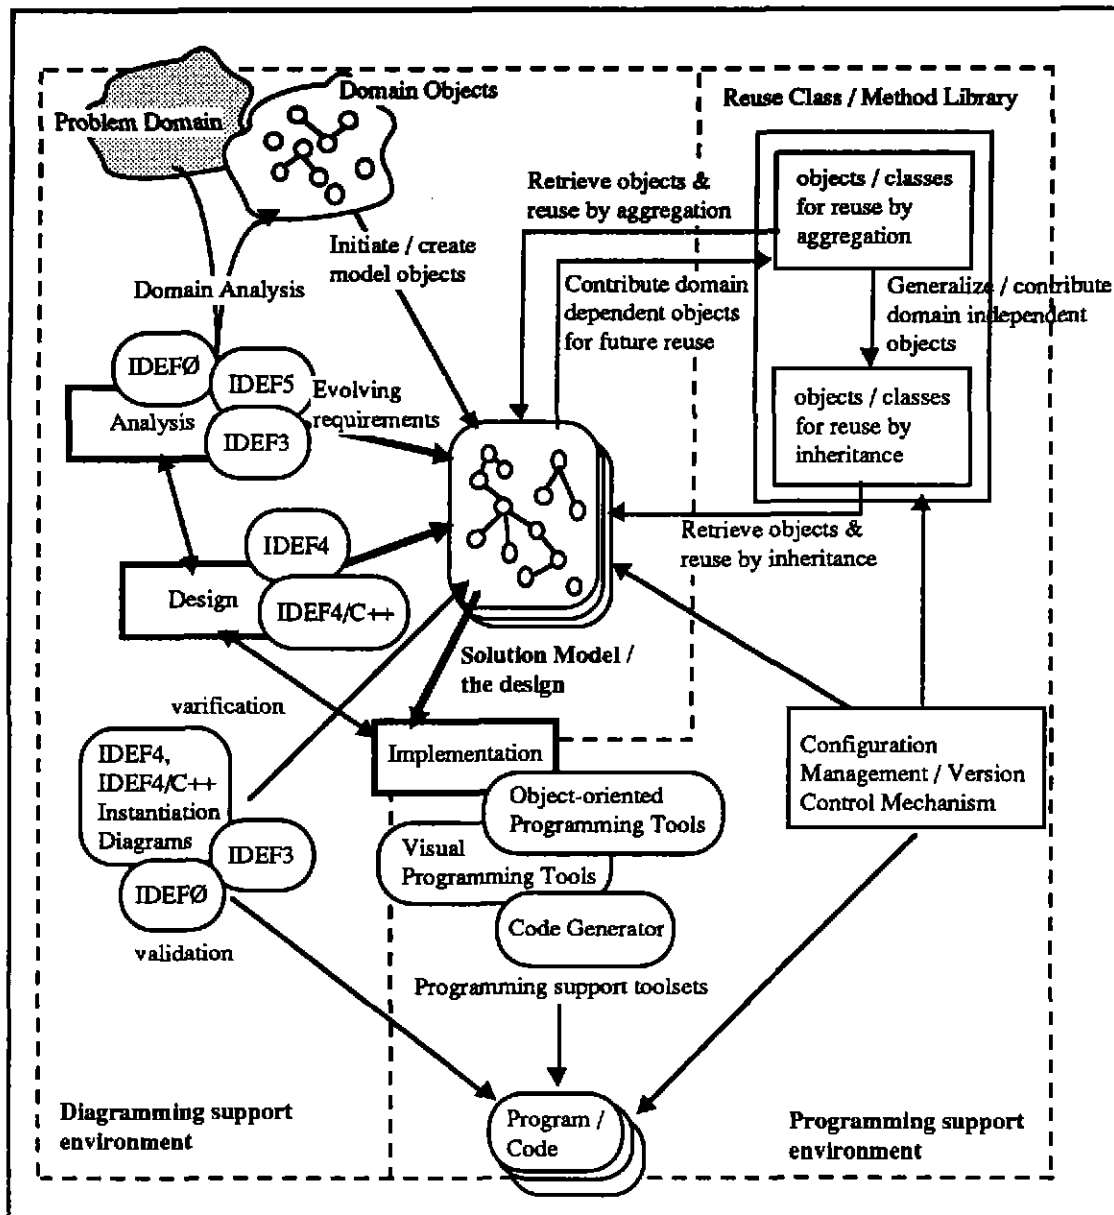 Domain Objects
Problem Domain
Reuse Class / Method Library
objects / classes
for reuse by
aggregation
Retrieve objects &
reuse by aggregation
Initiate / create
model objects
Domain Analysis
Contribute domain
dependent objects
for future reuse
Generalize / contribute
domain independent
objects
IDEFØ
IDEF5
Analysis
IDEF3
Evolving
requirements
objects / classes
for reuse by
inheritance
Retrieve objects &
reuse by inheritance
IDEF4
Design
IDEF4/C++
Solution Model /
the design
varification
Implementation
IDEF4,
IDEF4/C++
Instantiation
Diagrams
IDEF3
IDEFØ
validation
Object-oriented
Programming Tools
Visual
Programming Tools
Code Generator
Programming support toolsets
Configuration
Management / Version
Control Mechanism
Diagramming support
environment
Program /
Code
Programming support
environment